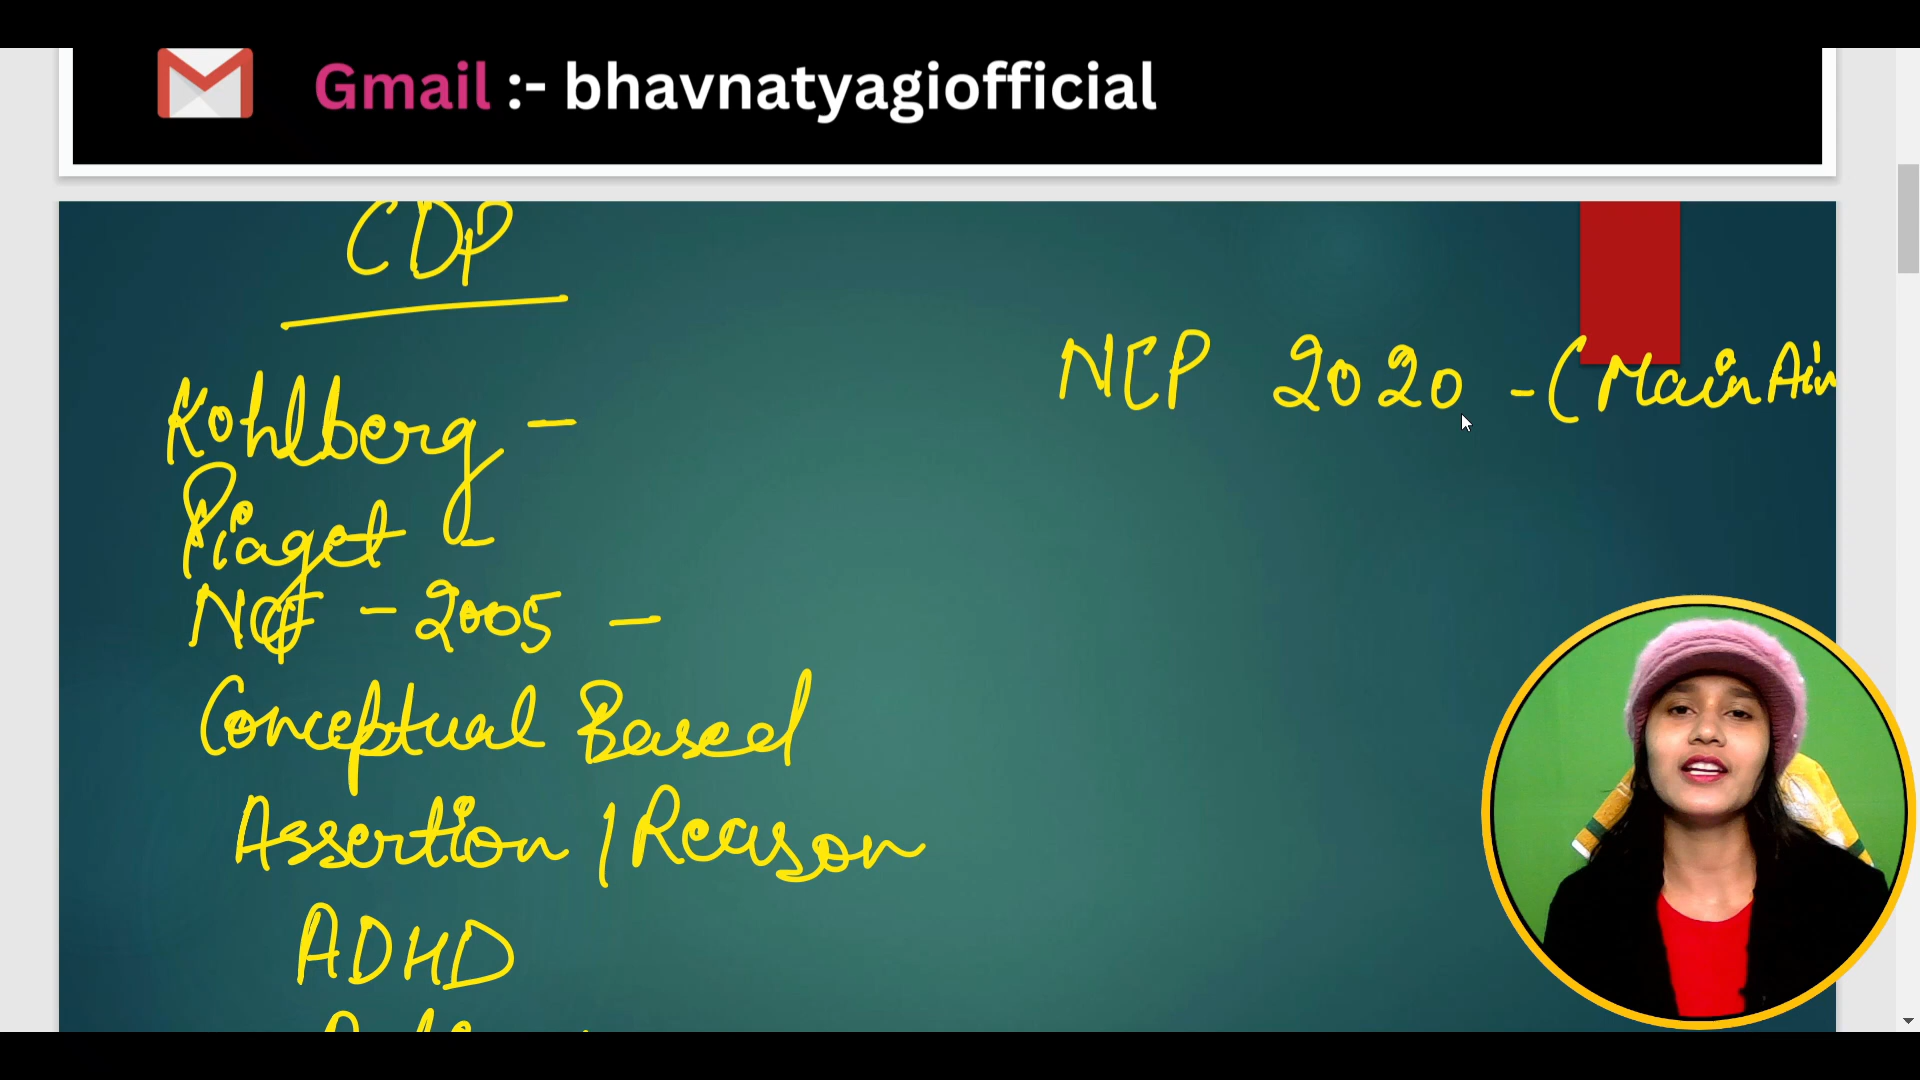 Gmail :- bhavnatyagiofficial
CDP
NCP 2020 - (Main Aim
Kohlberg -
Piaget -
NCF - 2005 -
Conceptual Based
Assertion / Reason
ADHD